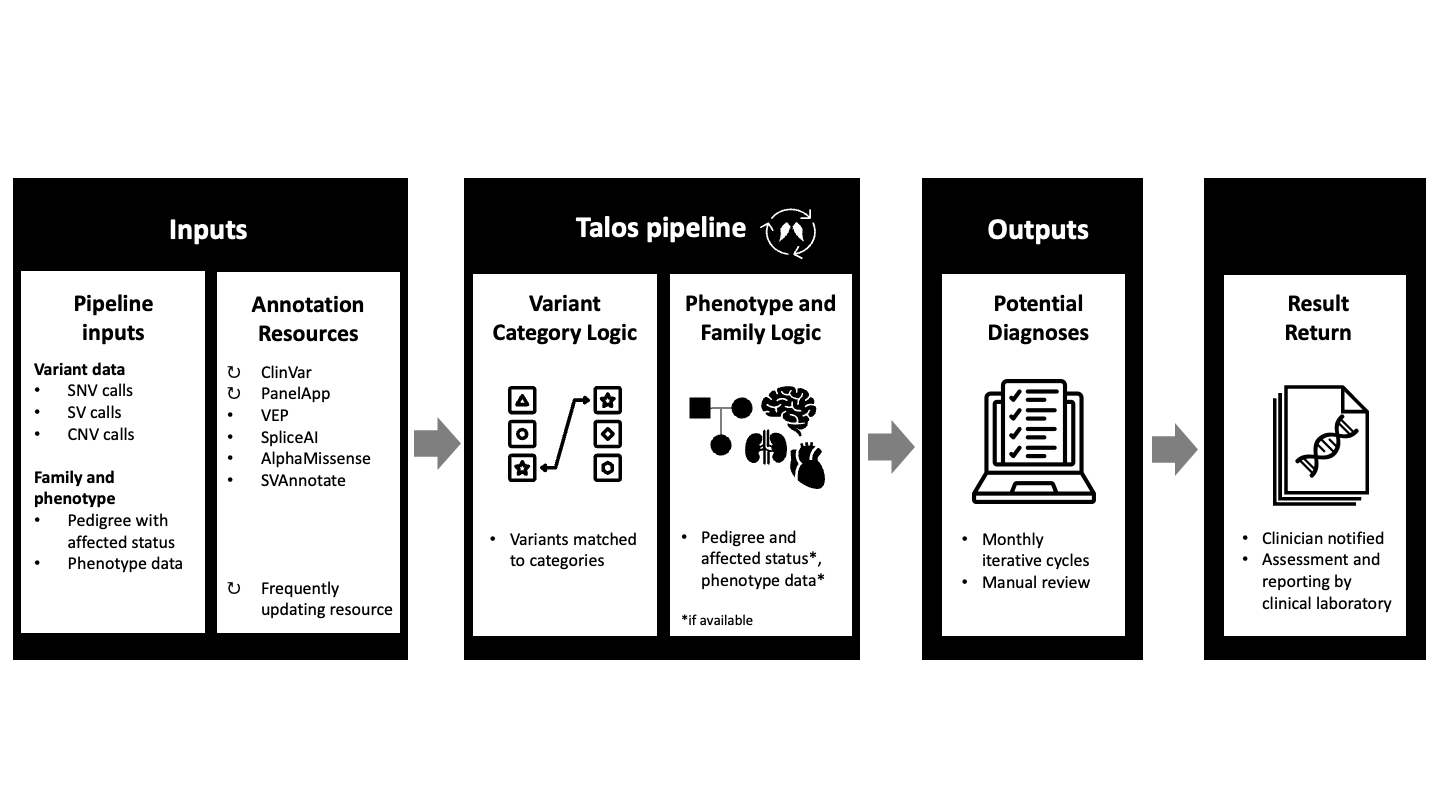 Inputs
Pipeline
inputs
Variant data
• SNV calls
• SV calls
• CNV calls
Family and
phenotype
• Pedigree with
affected status
• Phenotype data
Annotation
Resources
↻ ClinVar
↻ PanelApp
• VEP
• SpliceAI
• AlphaMissense
• SVAnnotate
↻ Frequently
updating resource
Talos pipeline
Variant
Category Logic
• Variants matched
to categories
Phenotype and
Family Logic
• Pedigree and
affected status*,
phenotype data*
*if available
Outputs
Potential
Diagnoses
• Monthly
iterative cycles
• Manual review
Result
Return
• Clinician notified
• Assessment and
reporting by
clinical laboratory